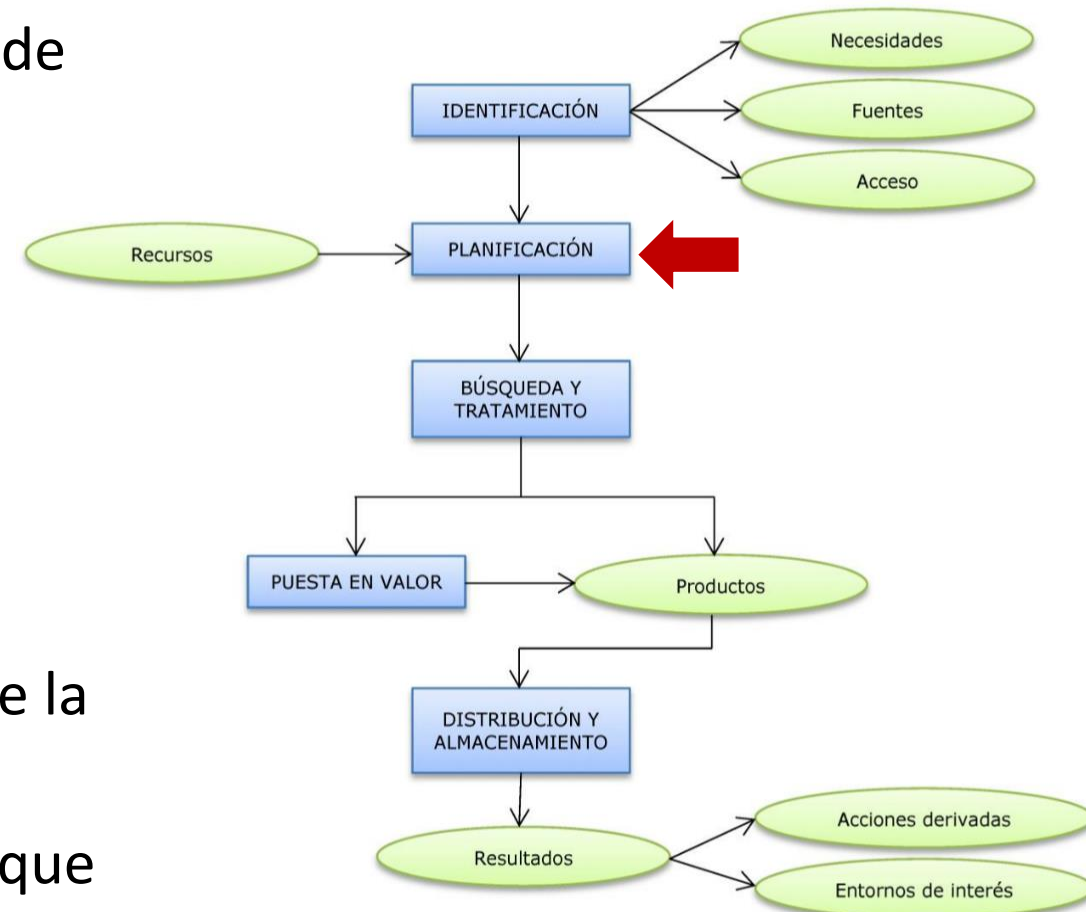 de
Necesidades
IDENTIFICACIÓN
Fuentes
Acceso
Recursos
PLANIFICACIÓN
BÚSQUEDA Y
TRATAMIENTO
PUESTA EN VALOR
Productos
e la
DISTRIBUCIÓN Y
ALMACENAMIENTO
Acciones derivadas
Resultados
que
Entornos de interés